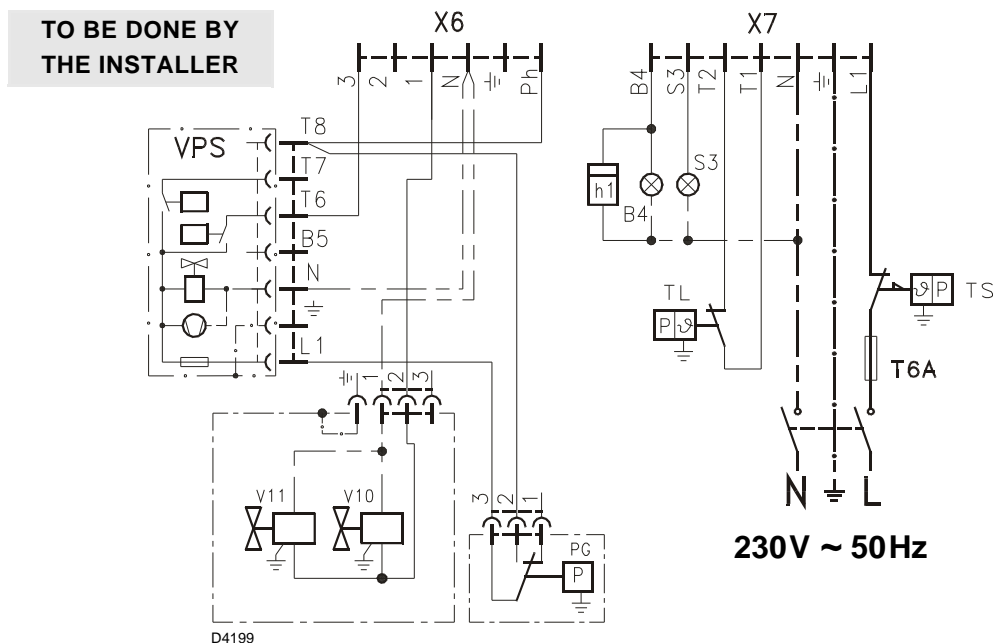 TO BE DONE BY
THE INSTALLER
X6
X7
3 2 1 N Ph
B4 S3 T2 T1 N L1
VPS
T8
T7
T6
B5
N
L1
h1
B4
S3
TL
P ϑ
ϑ P
TS
T6A
1 2 3
V11
V10
3 2 1
PG
P
N L
230V ~ 50Hz
D4199